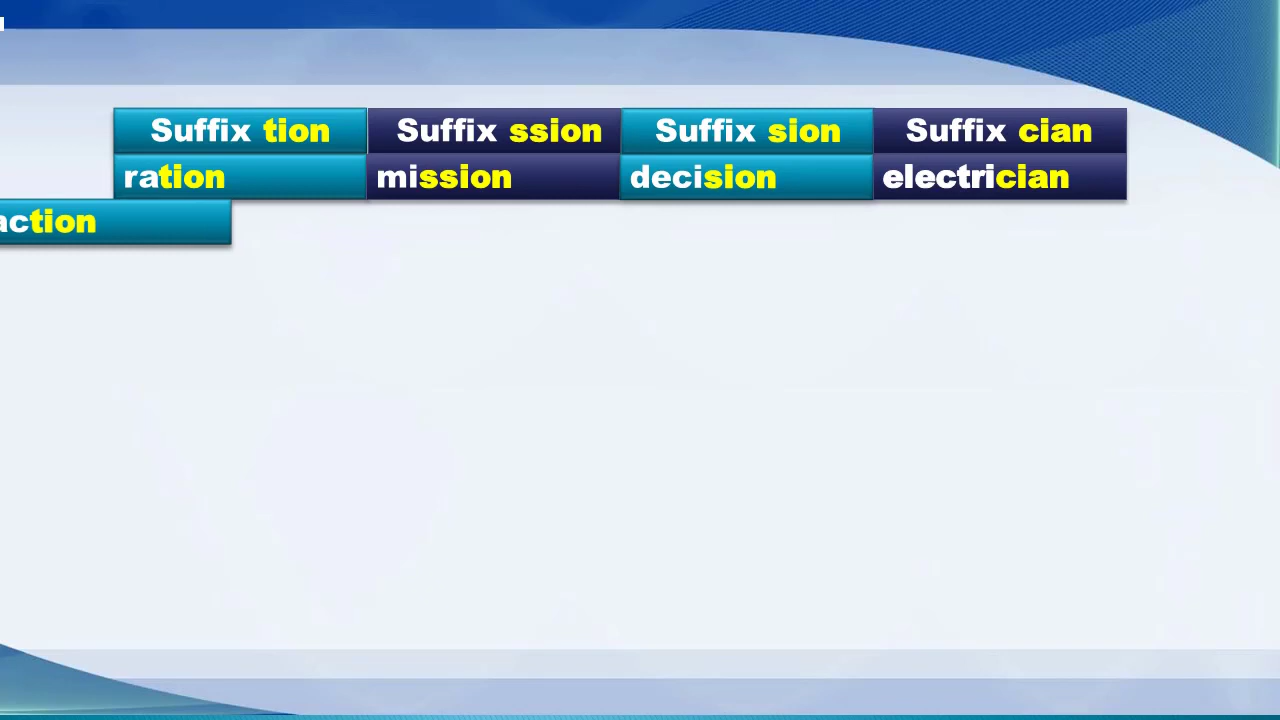 Suffix tion Suffix ssion Suffix sion Suffix cian
ration mission decision electrician
action